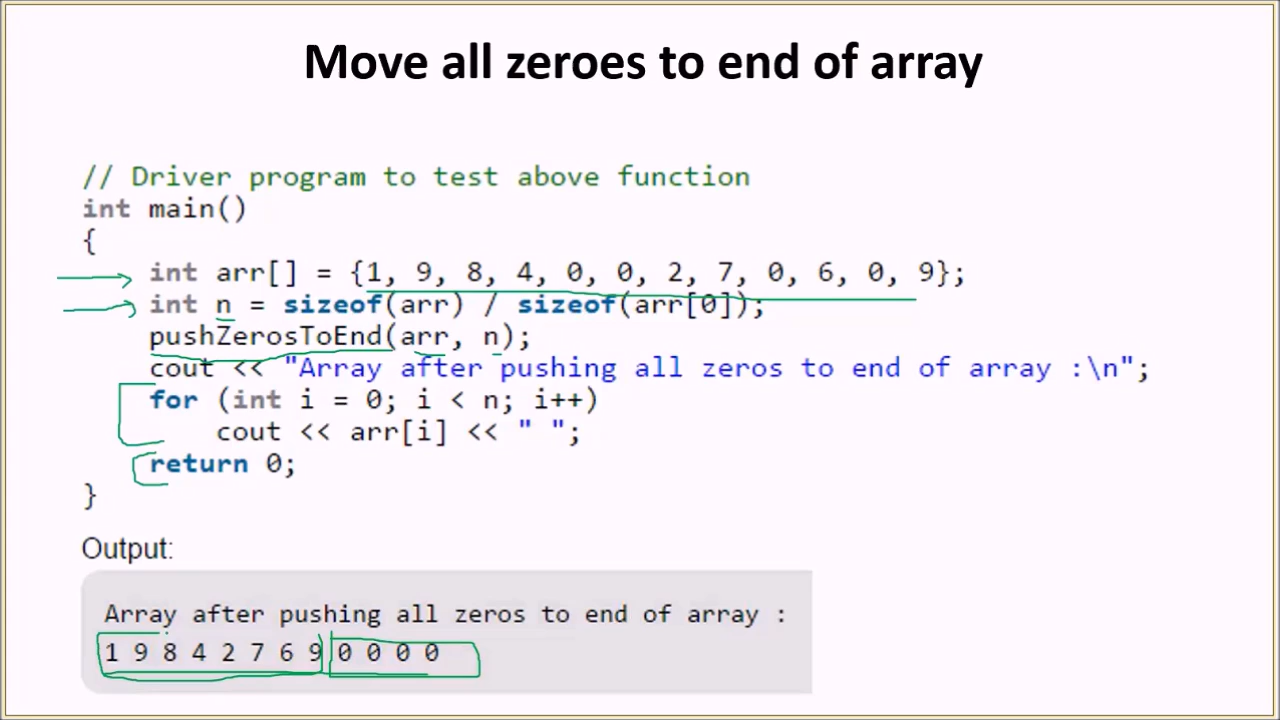 Move all zeroes to end of array
// Driver program to test above function
int main()
{
    int arr[] = {1, 9, 8, 4, 0, 0, 2, 7, 0, 6, 0, 9};
    int n = sizeof(arr) / sizeof(arr[0]);
    pushZerosToEnd(arr, n);
    cout << "Array after pushing all zeros to end of array :\n";
    for (int i = 0; i < n; i++)
        cout << arr[i] << " ";
    return 0;
}
Output:
Array after pushing all zeros to end of array :
1 9 8 4 2 7 6 9 0 0 0 0